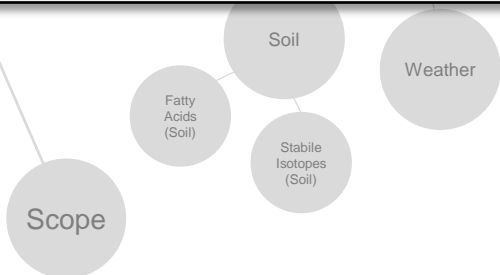 Soil
Weather
Fatty
Acids
(Soil)
Stabile
Isotopes
(Soil)
Scope